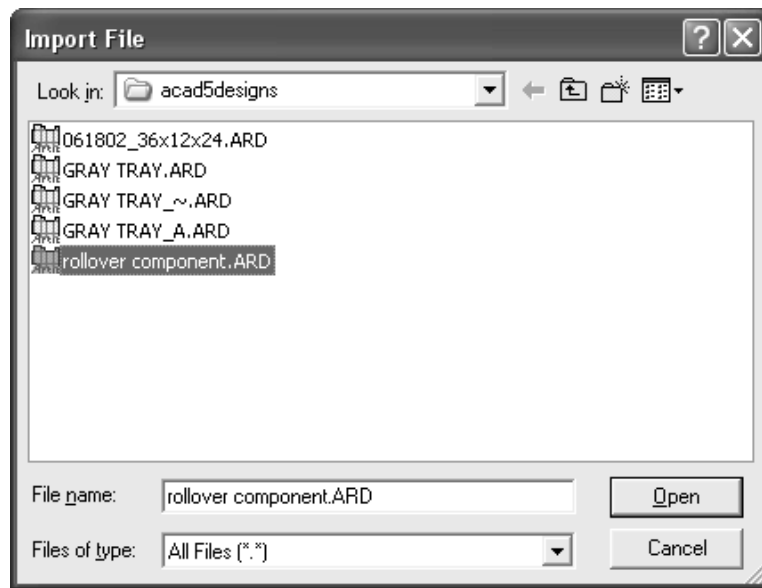 Import File
Look in: acad5designs
061802_36x12x24.ARD
GRAY TRAY.ARD
GRAY TRAY_~.ARD
GRAY TRAY_A.ARD
rollover component.ARD
File name: rollover component.ARD Open
Files of type: All Files (*.*) Cancel